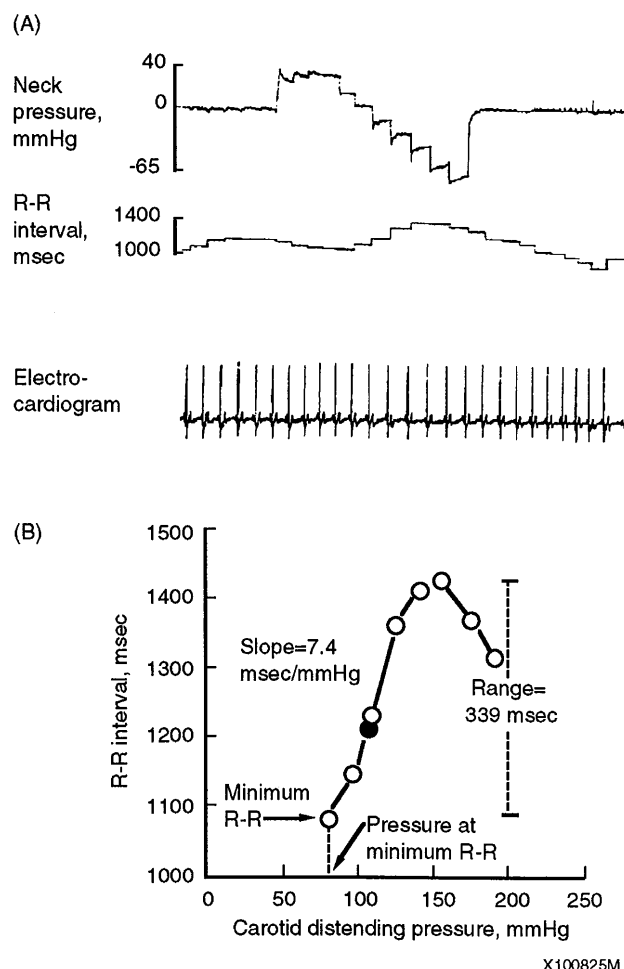 (A)
Neck
pressure,
mmHg
40
0
-65
R-R
interval,
msec
1400
1000
Electro-
cardiogram
(B)
R-R interval, msec
1500
1400
1300
1200
1100
1000
Slope=7.4
msec/mmHg
Range=
339 msec
Minimum
R-R
Pressure at
minimum R-R
0 50 100 150 200 250
Carotid distending pressure, mmHg
X100825M